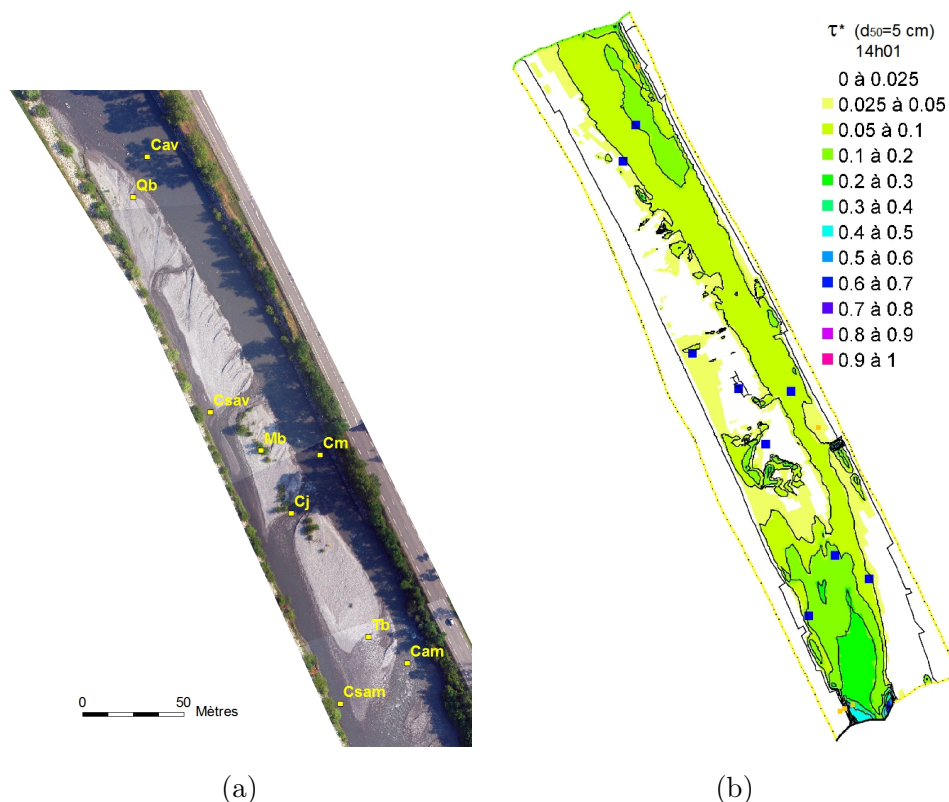 Cav
Qb
Csav
Mb
Cm
Cj
Tb
Cam
Csam
0 50 Mètres
(a)
τ* (d50=5 cm)
14h01
0 à 0.025
0.025 à 0.05
0.05 à 0.1
0.1 à 0.2
0.2 à 0.3
0.3 à 0.4
0.4 à 0.5
0.5 à 0.6
0.6 à 0.7
0.7 à 0.8
0.8 à 0.9
0.9 à 1
(b)